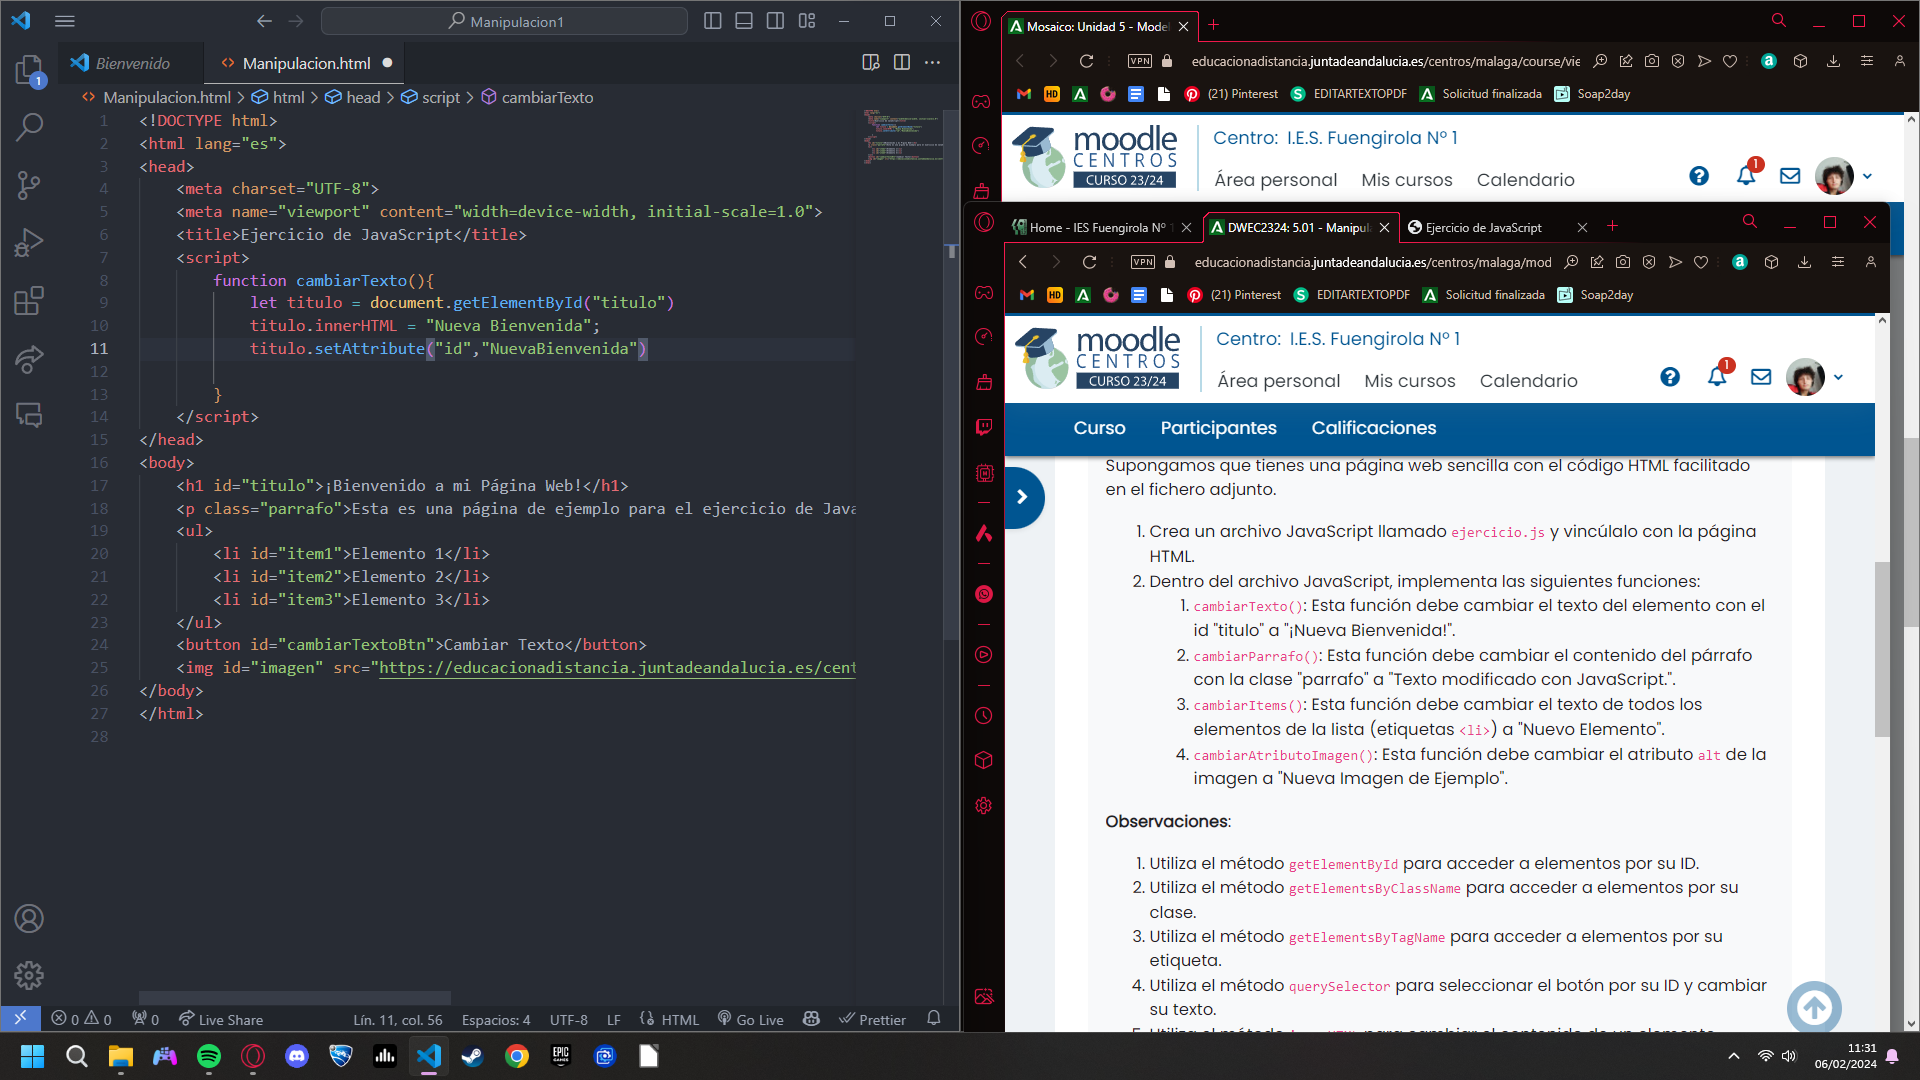 Manipulacion1
Bienvenido
Manipulacion.html
Manipulacion.html > html > head > script > cambiarTexto
1 <!DOCTYPE html>
2 <html lang="es">
3 <head>
4 <meta charset="UTF-8">
5 <meta name="viewport" content="width=device-width, initial-scale=1.0">
6 <title>Ejercicio de JavaScript</title>
7 <script>
8 function cambiarTexto(){
9 let titulo = document.getElementById("titulo")
10 titulo.innerHTML = "Nueva Bienvenida";
11 titulo.setAttribute("id","NuevaBienvenida")
12
13 }
14 </script>
15 </head>
16 <body>
17 <h1 id="titulo">¡Bienvenido a mi Página Web!</h1>
18 <p class="parrafo">Esta es una página de ejemplo para el ejercicio de Java
19 <ul>
20 <li id="item1">Elemento 1</li>
21 <li id="item2">Elemento 2</li>
22 <li id="item3">Elemento 3</li>
23 </ul>
24 <button id="cambiarTextoBtn">Cambiar Texto</button>
25 <img id="imagen" src="https://educacionadistancia.juntadeandalucia.es/cent
26 </body>
27 </html>
28
1
0 0 0 Live Share Lín. 11, col. 56 Espacios: 4 UTF-8 LF HTML Go Live Prettier
Mosaico: Unidad 5 - Model
VPN educacionadistancia.juntadeandalucia.es/centros/malaga/course/vie
HD (21) Pinterest EDITARTEXTOPDF Solicitud finalizada Soap2day
moodle CENTROS CURSO 23/24
Centro: I.E.S. Fuengirola Nº 1
Área personal Mis cursos Calendario
1
Home - IES Fuengirola Nº 1
DWEC2324: 5.01 - Manipul
Ejercicio de JavaScript
VPN educacionadistancia.juntadeandalucia.es/centros/malaga/mod
HD (21) Pinterest EDITARTEXTOPDF Solicitud finalizada Soap2day
moodle CENTROS CURSO 23/24
Centro: I.E.S. Fuengirola Nº 1
Área personal Mis cursos Calendario
1
Curso Participantes Calificaciones
Supongamos que tienes una página web sencilla con el código HTML facilitado
en el fichero adjunto.
1. Crea un archivo JavaScript llamado ejercicio.js y vincúlalo con la página
HTML.
2. Dentro del archivo JavaScript, implementa las siguientes funciones:
1. cambiarTexto(): Esta función debe cambiar el texto del elemento con el
id "titulo" a "¡Nueva Bienvenida!".
2. cambiarParrafo(): Esta función debe cambiar el contenido del párrafo
con la clase "parrafo" a "Texto modificado con JavaScript.".
3. cambiarItems(): Esta función debe cambiar el texto de todos los
elementos de la lista (etiquetas <li>) a "Nuevo Elemento".
4. cambiarAtributoImagen(): Esta función debe cambiar el atributo alt de la
imagen a "Nueva Imagen de Ejemplo".
Observaciones:
1. Utiliza el método getElementById para acceder a elementos por su ID.
2. Utiliza el método getElementsByClassName para acceder a elementos por su
clase.
3. Utiliza el método getElementsByTagName para acceder a elementos por su
etiqueta.
4. Utiliza el método querySelector para seleccionar el botón por su ID y cambiar
su texto.
EPIC GAMES
11:31
06/02/2024